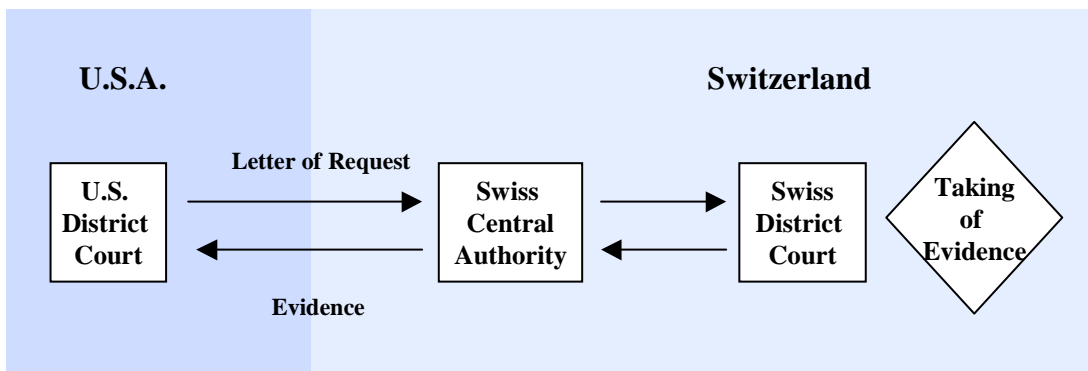 U.S.A.
Switzerland
Letter of Request
U.S.
District
Court
Swiss
Central
Authority
Swiss
District
Court
Taking
of
Evidence
Evidence